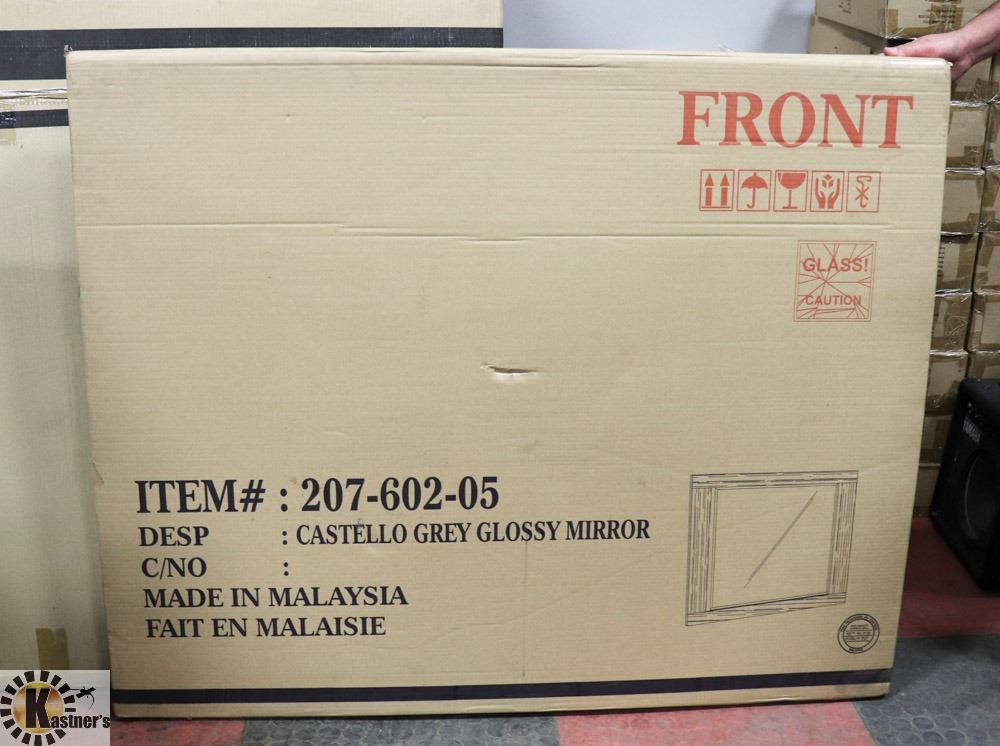 FRONT
GLASS!
CAUTION
ITEM# : 207-602-05
DESP : CASTELLO GREY GLOSSY MIRROR
C/NO :
MADE IN MALAYSIA
FAIT EN MALAISIE
YAMAHA
Kastner's